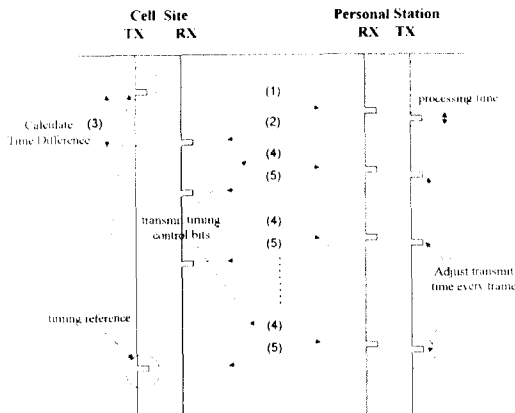 Cell Site
Personal Station
TX RX
RX TX
(1)
processing time
(2)
Calculate (3)
Time Difference
(4)
(5)
transmit timing
control bits
(4)
(5)
Adjust transmit
time every frame
timing reference
(4)
(5)